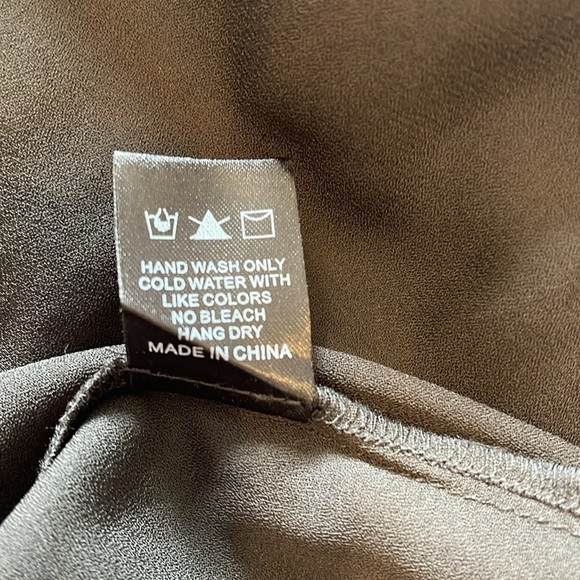 HAND WASH ONLY
COLD WATER WITH
LIKE COLORS
NO BLEACH
HANG DRY
MADE IN CHINA